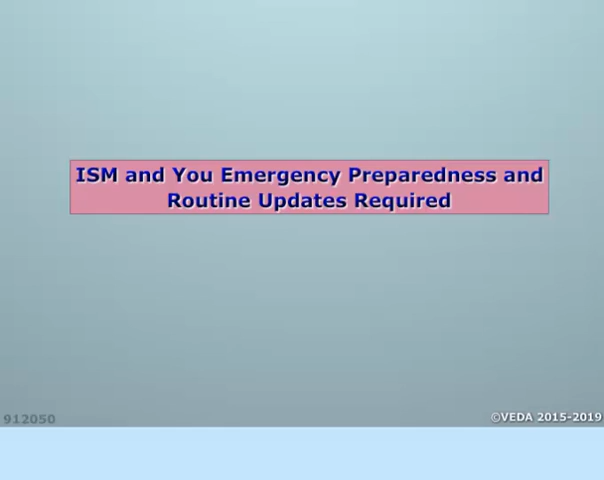 ISM and You Emergency Preparedness and
Routine Updates Required
912050
©VEDA 2015-2019